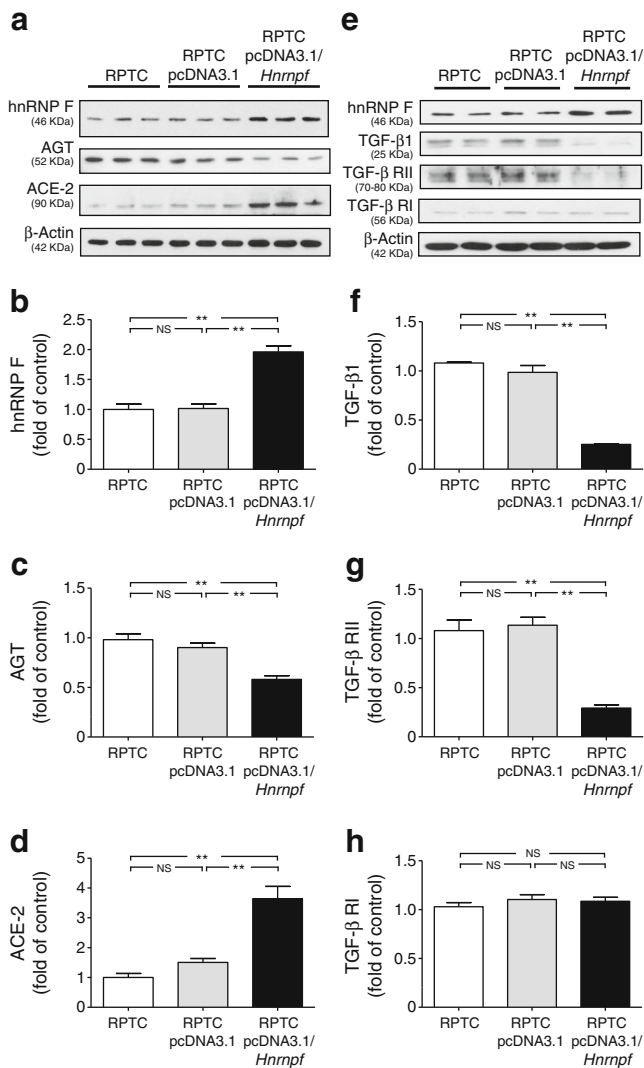 a
RPTC
RPTC
pcDNA3.1
RPTC
pcDNA3.1/
Hnrnpf
hnRNP F
(46 KDa)
AGT
(52 KDa)
ACE-2
(90 KDa)
β-Actin
(42 KDa)
b
hnRNP F
(fold of control)
2.5
2.0
1.5
1.0
0.5
0
**
NS
**
RPTC
RPTC
pcDNA3.1
RPTC
pcDNA3.1/
Hnrnpf
c
AGT
(fold of control)
1.5
1.0
0.5
0
**
NS
**
RPTC
RPTC
pcDNA3.1
RPTC
pcDNA3.1/
Hnrnpf
d
ACE-2
(fold of control)
5
4
3
2
1
0
**
NS
**
RPTC
RPTC
pcDNA3.1
RPTC
pcDNA3.1/
Hnrnpf
e
RPTC
RPTC
pcDNA3.1
RPTC
pcDNA3.1/
Hnrnpf
hnRNP F
(46 KDa)
TGF-β1
(25 KDa)
TGF-β RII
(70-80 KDa)
TGF-β RI
(56 KDa)
β-Actin
(42 KDa)
f
TGF-β1
(fold of control)
1.5
1.0
0.5
0
**
NS
**
RPTC
RPTC
pcDNA3.1
RPTC
pcDNA3.1/
Hnrnpf
g
TGF-β RII
(fold of control)
1.5
1.0
0.5
0
**
NS
**
RPTC
RPTC
pcDNA3.1
RPTC
pcDNA3.1/
Hnrnpf
h
TGF-β RI
(fold of control)
1.5
1.0
0.5
0
NS
NS
NS
RPTC
RPTC
pcDNA3.1
RPTC
pcDNA3.1/
Hnrnpf